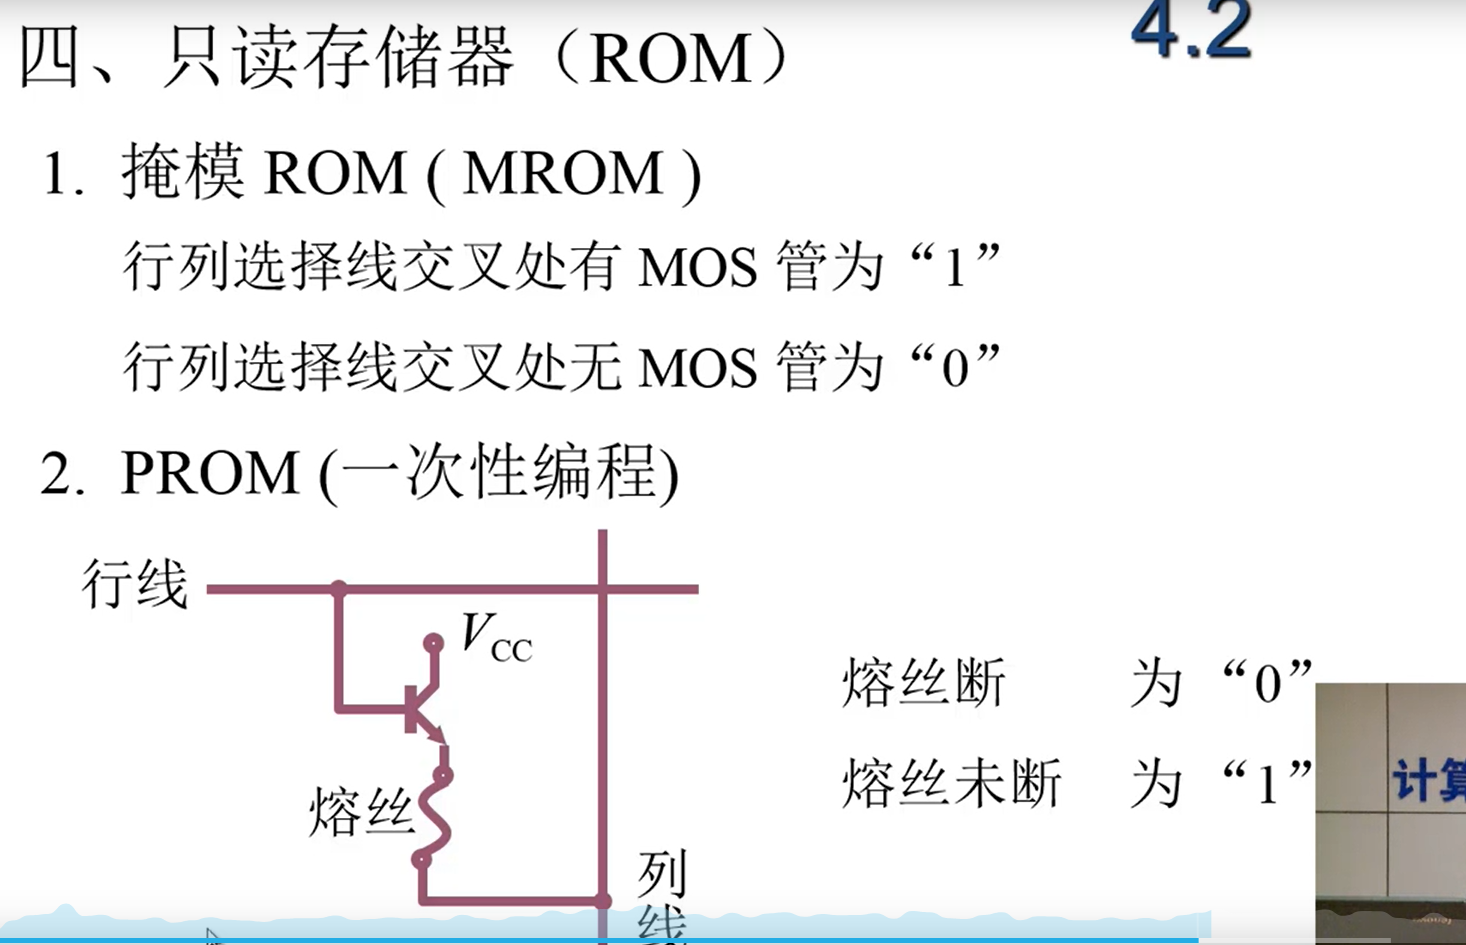 四、只读存储器（ROM）
4.2
1. 掩模 ROM ( MROM )
行列选择线交叉处有 MOS 管为“1”
行列选择线交叉处无 MOS 管为“0”
2. PROM (一次性编程)
行线
VCC
熔丝断 为“0”
熔丝未断 为“1”
计算
熔丝
列线